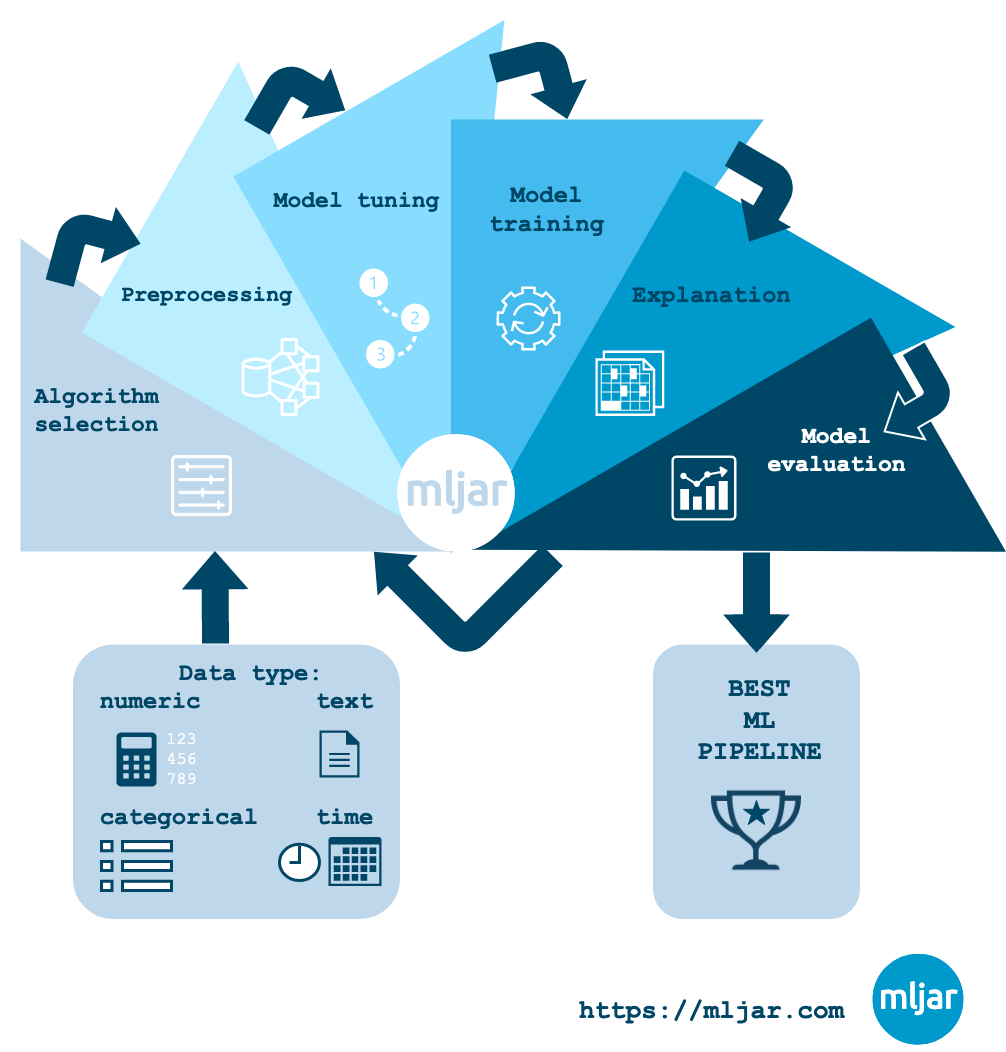 Algorithm
selection
Preprocessing
Model tuning
1
2
3
Model
training
Explanation
Model
evaluation
mljar
Data type:
numeric
text
123
456
789
categorical
time
BEST
ML
PIPELINE
https://mljar.com
mljar